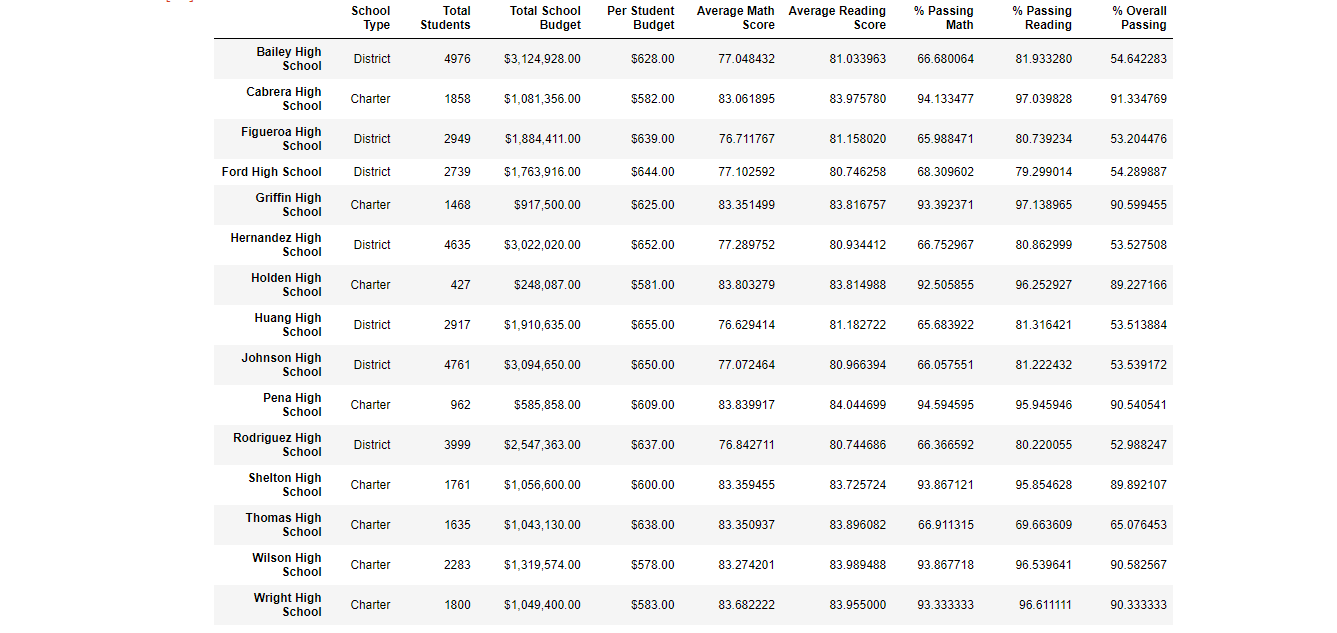 School Type Total Students Total School Budget Per Student Budget Average Math Score Average Reading Score % Passing Math % Passing Reading % Overall Passing
Bailey High School District 4976 $3,124,928.00 $628.00 77.048432 81.033963 66.680064 81.933280 54.642283
Cabrera High School Charter 1858 $1,081,356.00 $582.00 83.061895 83.975780 94.133477 97.039828 91.334769
Figueroa High School District 2949 $1,884,411.00 $639.00 76.711767 81.158020 65.988471 80.739234 53.204476
Ford High School District 2739 $1,763,916.00 $644.00 77.102592 80.746258 68.309602 79.299014 54.289887
Griffin High School Charter 1468 $917,500.00 $625.00 83.351499 83.816757 93.392371 97.138965 90.599455
Hernandez High School District 4635 $3,022,020.00 $652.00 77.289752 80.934412 66.752967 80.862999 53.527508
Holden High School Charter 427 $248,087.00 $581.00 83.803279 83.814988 92.505855 96.252927 89.227166
Huang High School District 2917 $1,910,635.00 $655.00 76.629414 81.182722 65.683922 81.316421 53.513884
Johnson High School District 4761 $3,094,650.00 $650.00 77.072464 80.966394 66.057551 81.222432 53.539172
Pena High School Charter 962 $585,858.00 $609.00 83.839917 84.044699 94.594595 95.945946 90.540541
Rodriguez High School District 3999 $2,547,363.00 $637.00 76.842711 80.744686 66.366592 80.220055 52.988247
Shelton High School Charter 1761 $1,056,600.00 $600.00 83.359455 83.725724 93.867121 95.854628 89.892107
Thomas High School Charter 1635 $1,043,130.00 $638.00 83.350937 83.896082 66.911315 69.663609 65.076453
Wilson High School Charter 2283 $1,319,574.00 $578.00 83.274201 83.989488 93.867718 96.539641 90.582567
Wright High School Charter 1800 $1,049,400.00 $583.00 83.682222 83.955000 93.333333 96.611111 90.333333